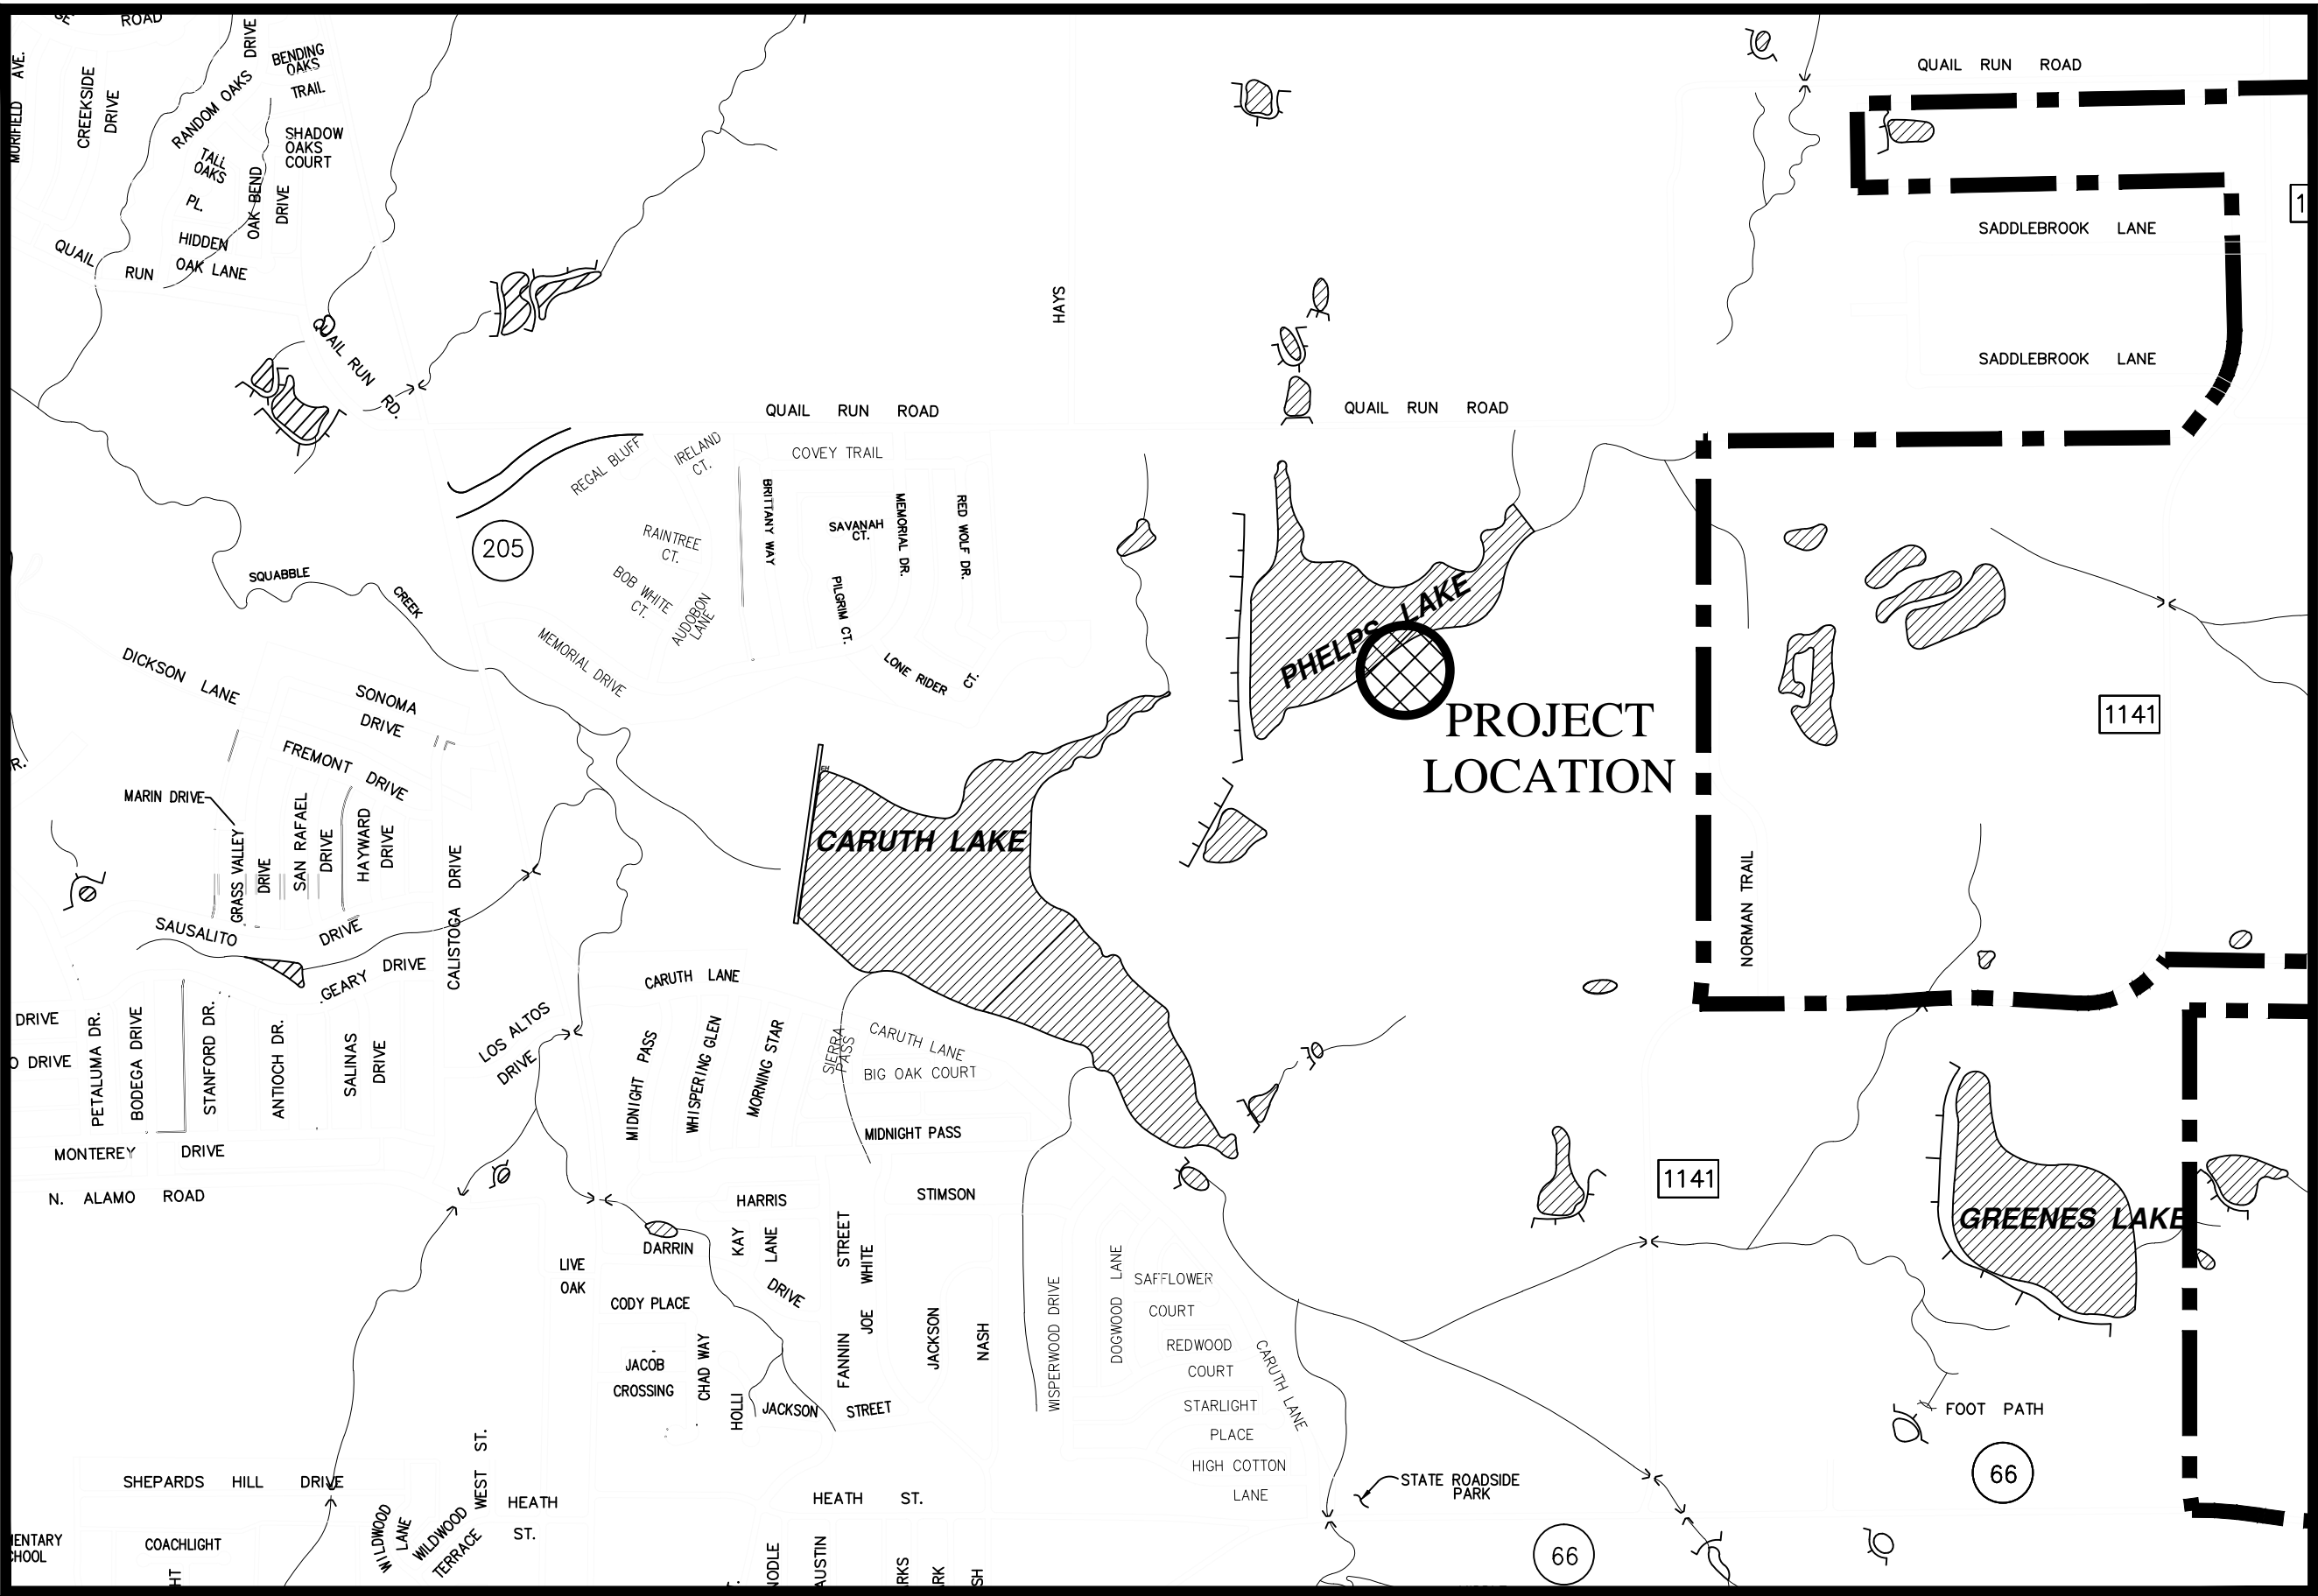 ROAD
AVE.
MURIFIELD
CREEKSIDE
DRIVE
RANDOM OAKS
DRIVE
BENDING
OAKS
TRAIL
SHADOW
OAKS
COURT
TALL
OAKS
PL.
OAK BEND
DRIVE
HIDDEN
OAK LANE
QUAIL RUN
QUAIL RUN
RD.
HAYS
QUAIL RUN ROAD
QUAIL RUN ROAD
QUAIL RUN ROAD
SADDLEBROOK LANE
SADDLEBROOK LANE
REGAL BLUFF
IRELAND
CT.
COVEY TRAIL
BRITTANY WAY
SAVANAH
CT.
MEMORIAL DR.
RED WOLF DR.
205
RAINTREE
CT.
BOB WHITE
CT.
AUDOBON
LANE
PILGRIM CT.
LONE RIDER CT.
MEMORIAL DRIVE
SQUABBLE CREEK
PHELPS LAKE
PROJECT
LOCATION
1141
DICKSON LANE
SONOMA
DRIVE
FREMONT DRIVE
MARIN DRIVE
GRASS VALLEY
DRIVE
SAN RAFAEL
DRIVE
HAYWARD
DRIVE
CALISTOGA DRIVE
CARUTH LAKE
NORMAN TRAIL
SAUSALITO DRIVE
GEARY DRIVE
DRIVE
O DRIVE
PETALUMA DR.
BODEGA DRIVE
STANFORD DR.
ANTIOCH DR.
SALINAS
DRIVE
LOS ALTOS
DRIVE
CARUTH LANE
MIDNIGHT PASS
WHISPERING GLEN
MORNING STAR
SIERRA
PASS
CARUTH LANE
BIG OAK COURT
MIDNIGHT PASS
MONTEREY DRIVE
N. ALAMO ROAD
HARRIS
STIMSON
1141
GREENES LAKE
DARRIN
KAY
LANE
DRIVE
LIVE
OAK
CODY PLACE
FANNIN STREET
JOE WHITE
JACKSON
NASH
WISPERWOOD DRIVE
DOGWOOD LANE
SAFFLOWER
COURT
REDWOOD
COURT
CARUTH LANE
STARLIGHT
PLACE
HIGH COTTON
LANE
JACOB
CROSSING
CHAD WAY
HOLLI
JACKSON STREET
FOOT PATH
66
STATE ROADSIDE
PARK
66
SHEPARDS HILL DRIVE
WEST ST.
HEATH
ST.
HEATH ST.
COACHLIGHT
WILDWOOD
LANE
WILDWOOD
TERRACE
AUSTIN